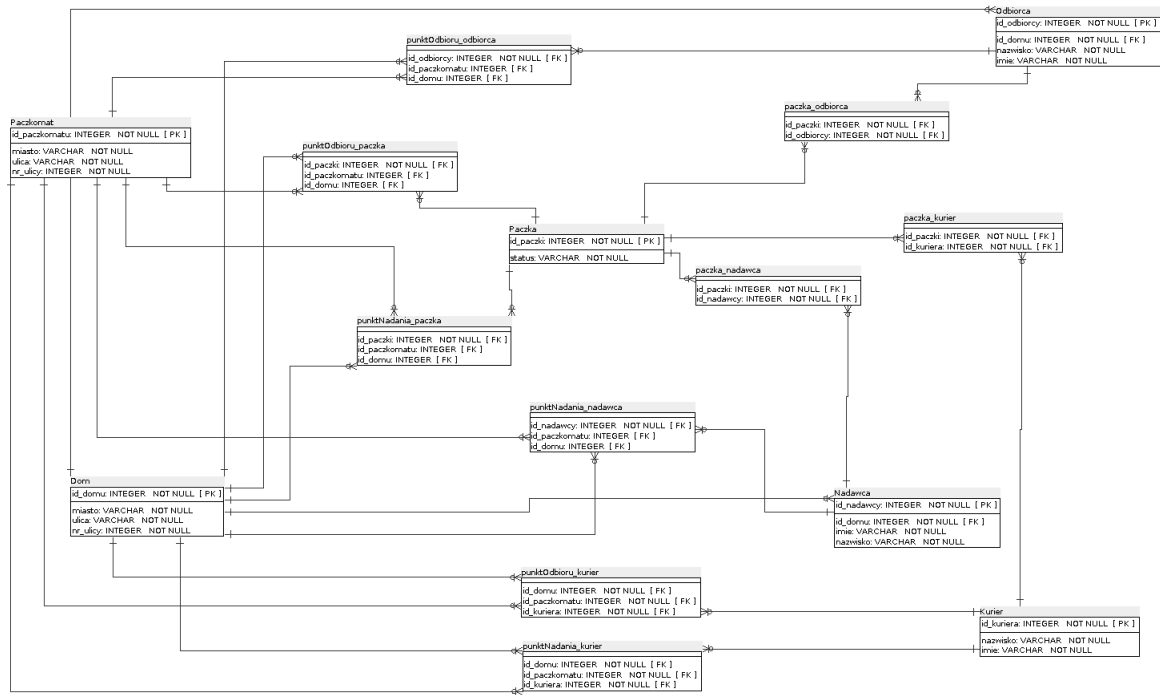 Odbiorca
id_odbiorcy: INTEGER NOT NULL [ PK ]
id_domu: INTEGER NOT NULL [ FK ]
nazwisko: VARCHAR NOT NULL
imie: VARCHAR NOT NULL
punktOdbioru_odbiorca
id_odbiorcy: INTEGER NOT NULL [ FK ]
id_paczkomatu: INTEGER [ FK ]
id_domu: INTEGER [ FK ]
paczka_odbiorca
id_paczki: INTEGER NOT NULL [ FK ]
id_odbiorcy: INTEGER NOT NULL [ FK ]
Paczkomat
id_paczkomatu: INTEGER NOT NULL [ PK ]
miasto: VARCHAR NOT NULL
ulica: VARCHAR NOT NULL
nr_ulicy: INTEGER NOT NULL
punktOdbioru_paczka
id_paczki: INTEGER NOT NULL [ FK ]
id_paczkomatu: INTEGER [ FK ]
id_domu: INTEGER [ FK ]
Paczka
id_paczki: INTEGER NOT NULL [ PK ]
status: VARCHAR NOT NULL
paczka_kurier
id_paczki: INTEGER NOT NULL [ FK ]
id_kuriera: INTEGER NOT NULL [ FK ]
paczka_nadawca
id_paczki: INTEGER NOT NULL [ FK ]
id_nadawcy: INTEGER NOT NULL [ FK ]
punktNadania_paczka
id_paczki: INTEGER NOT NULL [ FK ]
id_paczkomatu: INTEGER [ FK ]
id_domu: INTEGER [ FK ]
punktNadania_nadawca
id_nadawcy: INTEGER NOT NULL [ FK ]
id_paczkomatu: INTEGER [ FK ]
id_domu: INTEGER [ FK ]
Dom
id_domu: INTEGER NOT NULL [ PK ]
miasto: VARCHAR NOT NULL
ulica: VARCHAR NOT NULL
nr_ulicy: INTEGER NOT NULL
Nadawca
id_nadawcy: INTEGER NOT NULL [ PK ]
id_domu: INTEGER NOT NULL [ FK ]
imie: VARCHAR NOT NULL
nazwisko: VARCHAR NOT NULL
punktOdbioru_kurier
id_domu: INTEGER NOT NULL [ FK ]
id_paczkomatu: INTEGER NOT NULL [ FK ]
id_kuriera: INTEGER NOT NULL [ FK ]
Kurier
id_kuriera: INTEGER NOT NULL [ PK ]
nazwisko: VARCHAR NOT NULL
imie: VARCHAR NOT NULL
punktNadania_kurier
id_domu: INTEGER NOT NULL [ FK ]
id_paczkomatu: INTEGER NOT NULL [ FK ]
id_kuriera: INTEGER NOT NULL [ FK ]